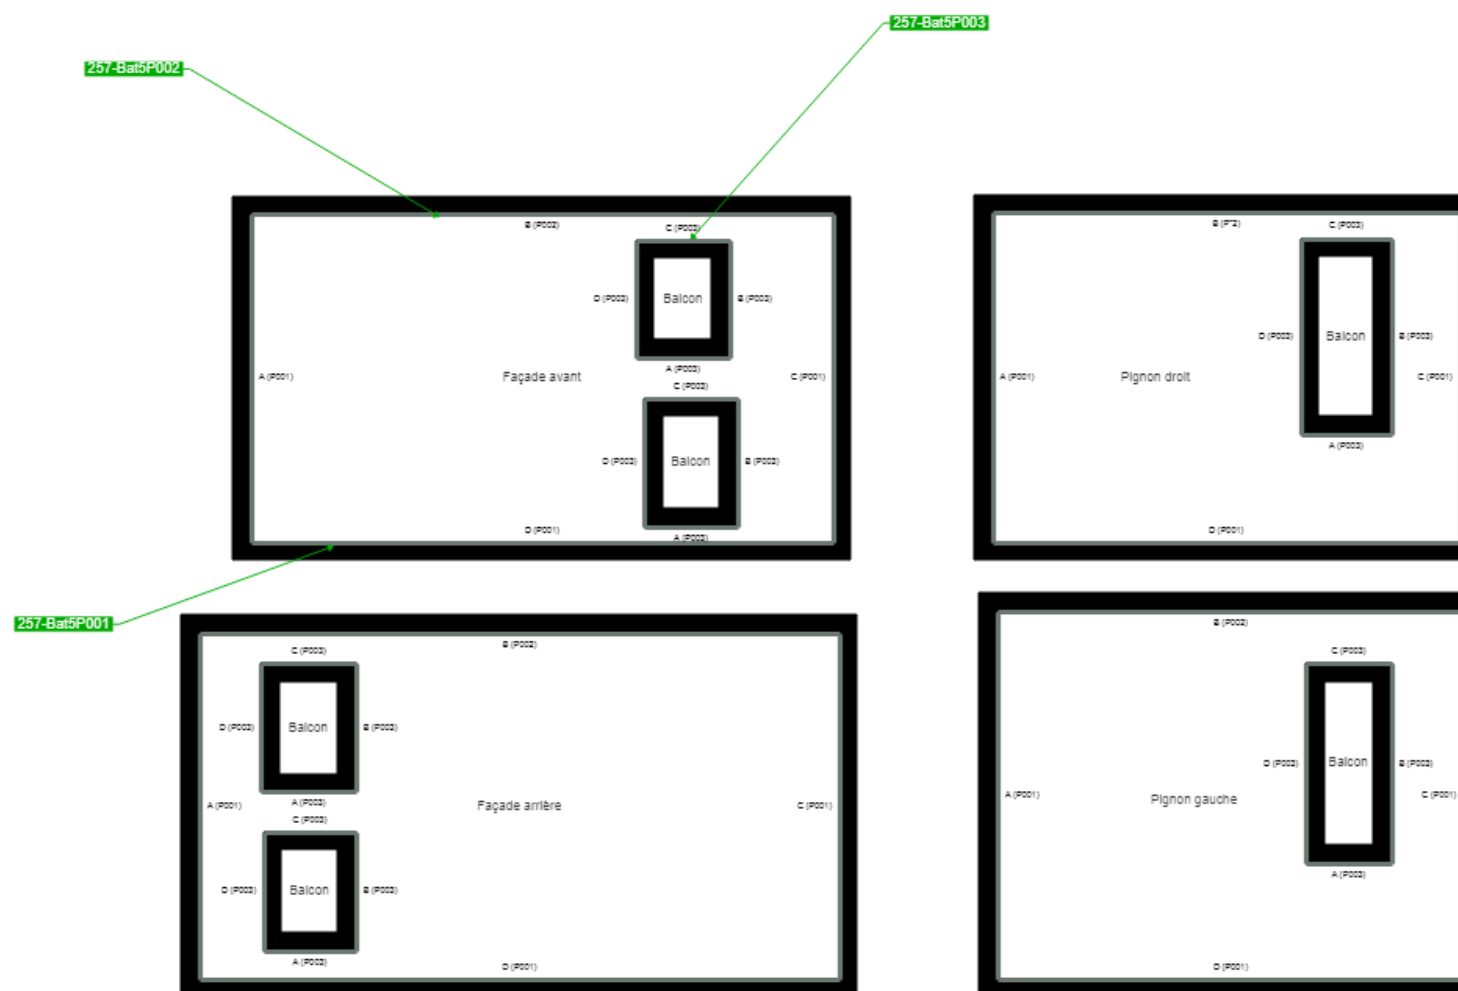 257-Bat5P003
257-Bat5P002
B (P002)
C (P003)
D (P003)
Balcon
B (P003)
A (P003)
A (P001)
Façade avant
C (P001)
C (P003)
D (P003)
Balcon
B (P003)
D (P001)
A (P003)
C (P003)
D (P003)
Balcon
B (P003)
A (P001)
Pignon droit
C (P001)
A (P003)
D (P001)
257-Bat5P001
B (P002)
C (P003)
D (P003)
Balcon
B (P003)
A (P003)
A (P001)
Façade arrière
C (P001)
C (P003)
D (P003)
Balcon
B (P003)
A (P003)
D (P001)
B (P002)
C (P003)
D (P003)
Balcon
B (P003)
A (P001)
Pignon gauche
C (P001)
A (P003)
D (P001)